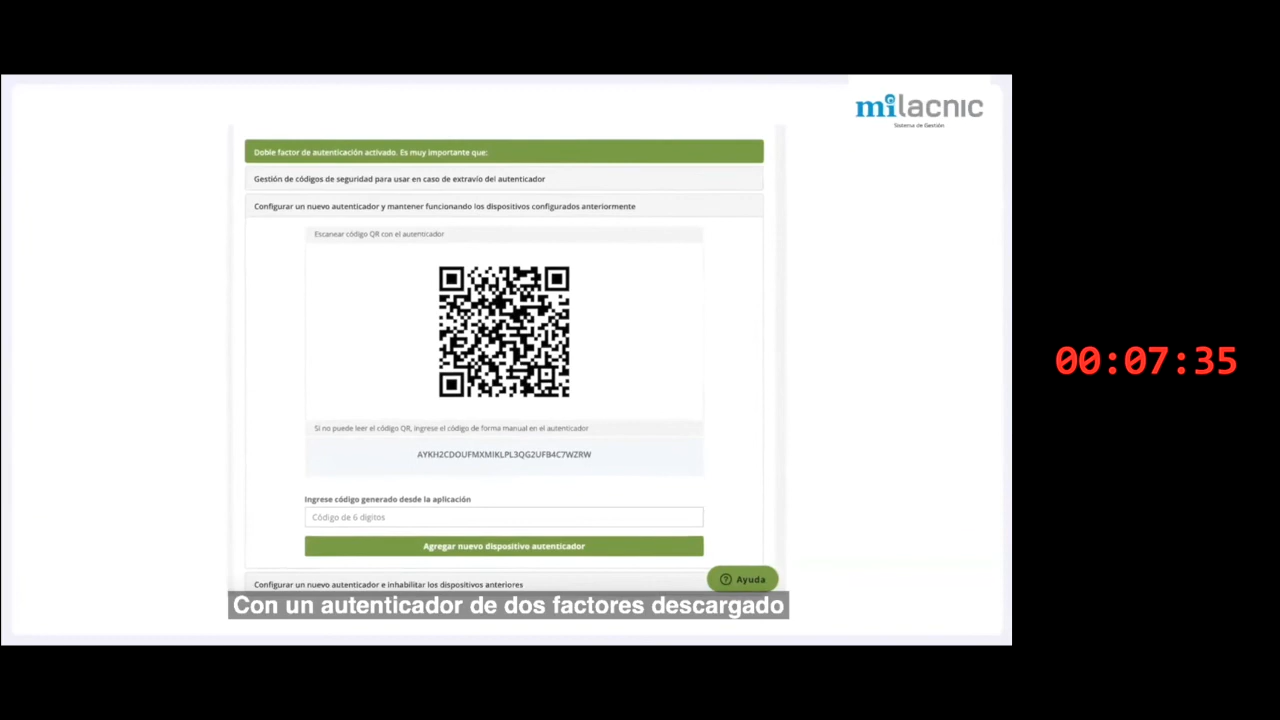 milacnic
Sistema de Gestión
Doble factor de autenticación activado. Es muy importante que:
Gestión de códigos de seguridad para usar en caso de extravío del autenticador
Configurar un nuevo autenticador y mantener funcionando los dispositivos configurados anteriormente
Escanear código QR con el autenticador
00:07:35
Si no puede leer el código QR, ingrese el código de forma manual en el autenticador
AYKH2CDOUFMXMIKLPL3QG2UFB4C7WZRW
Ingrese código generado desde la aplicación
Código de 6 dígitos
Agregar nuevo dispositivo autenticador
Ayuda
Configurar un nuevo autenticador e inhabilitar los dispositivos anteriores
Con un autenticador de dos factores descargado